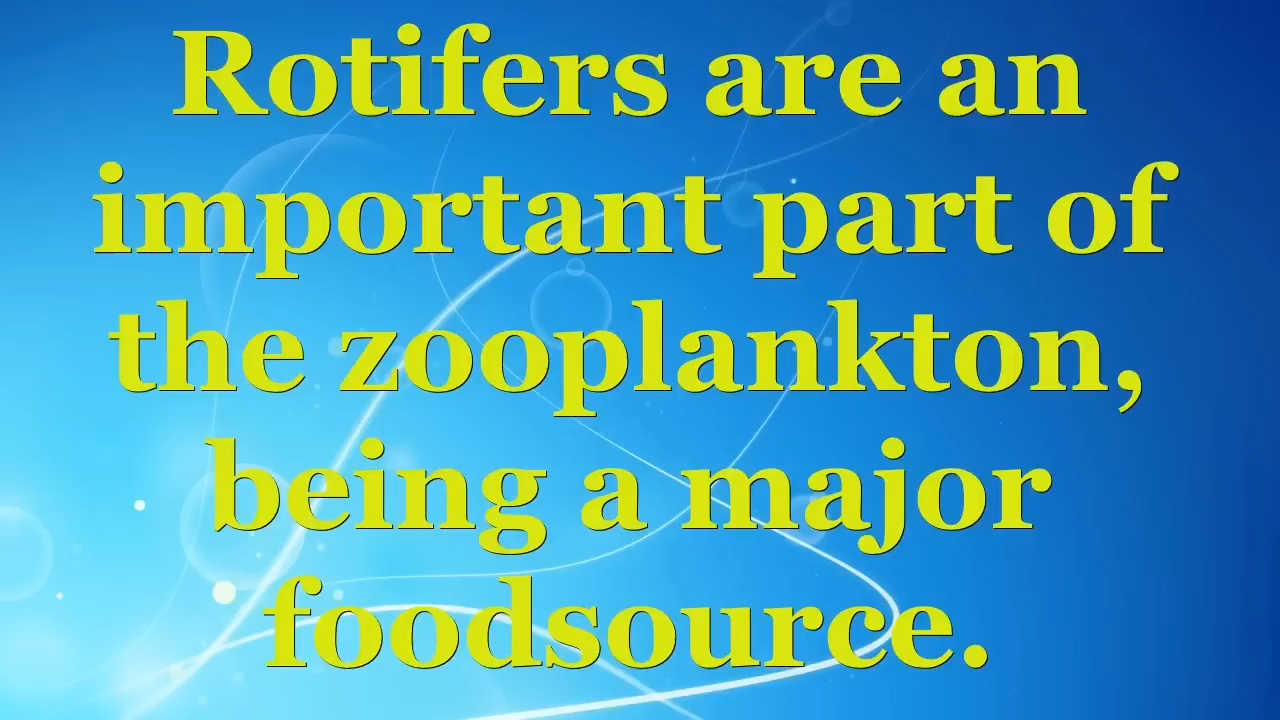 Rotifers are an
important part of
the zooplankton,
being a major
foodsource.